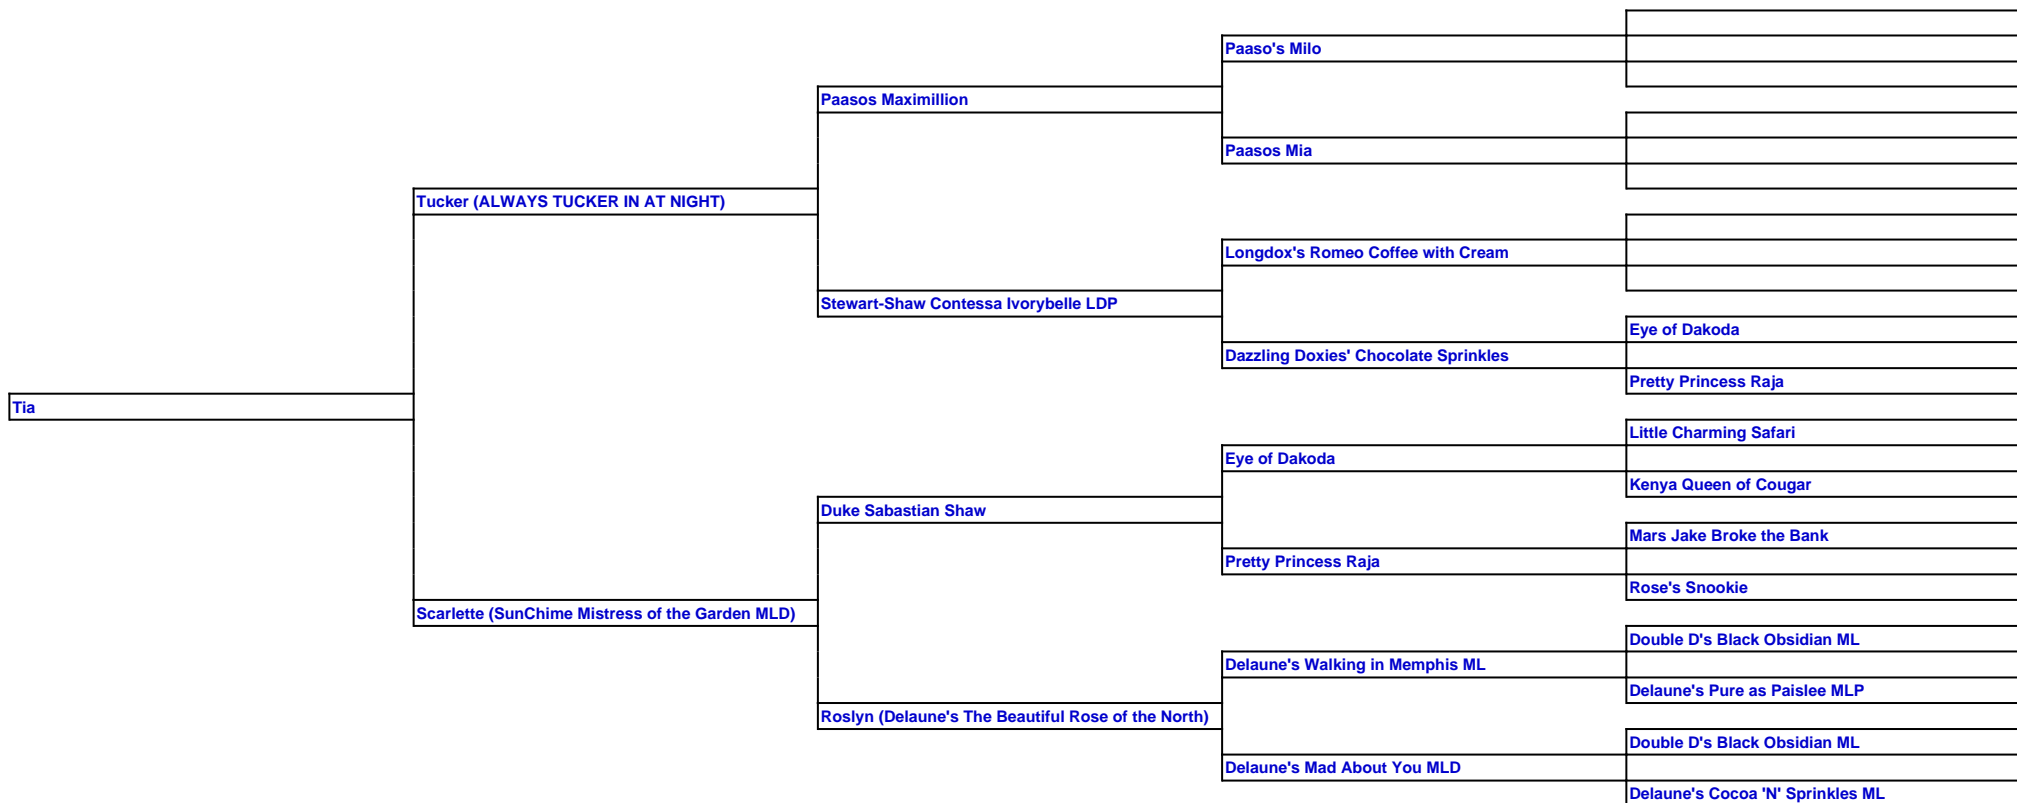 Paaso's Milo
Paasos Maximillion
Paasos Mia
Tucker (ALWAYS TUCKER IN AT NIGHT)
Longdox's Romeo Coffee with Cream
Stewart-Shaw Contessa Ivorybelle LDP
Eye of Dakoda
Dazzling Doxies' Chocolate Sprinkles
Pretty Princess Raja
Tia
Little Charming Safari
Eye of Dakoda
Kenya Queen of Cougar
Duke Sabastian Shaw
Mars Jake Broke the Bank
Pretty Princess Raja
Rose's Snookie
Scarlette (SunChime Mistress of the Garden MLD)
Double D's Black Obsidian ML
Delaune's Walking in Memphis ML
Delaune's Pure as Paislee MLP
Roslyn (Delaune's The Beautiful Rose of the North)
Double D's Black Obsidian ML
Delaune's Mad About You MLD
Delaune's Cocoa 'N' Sprinkles ML